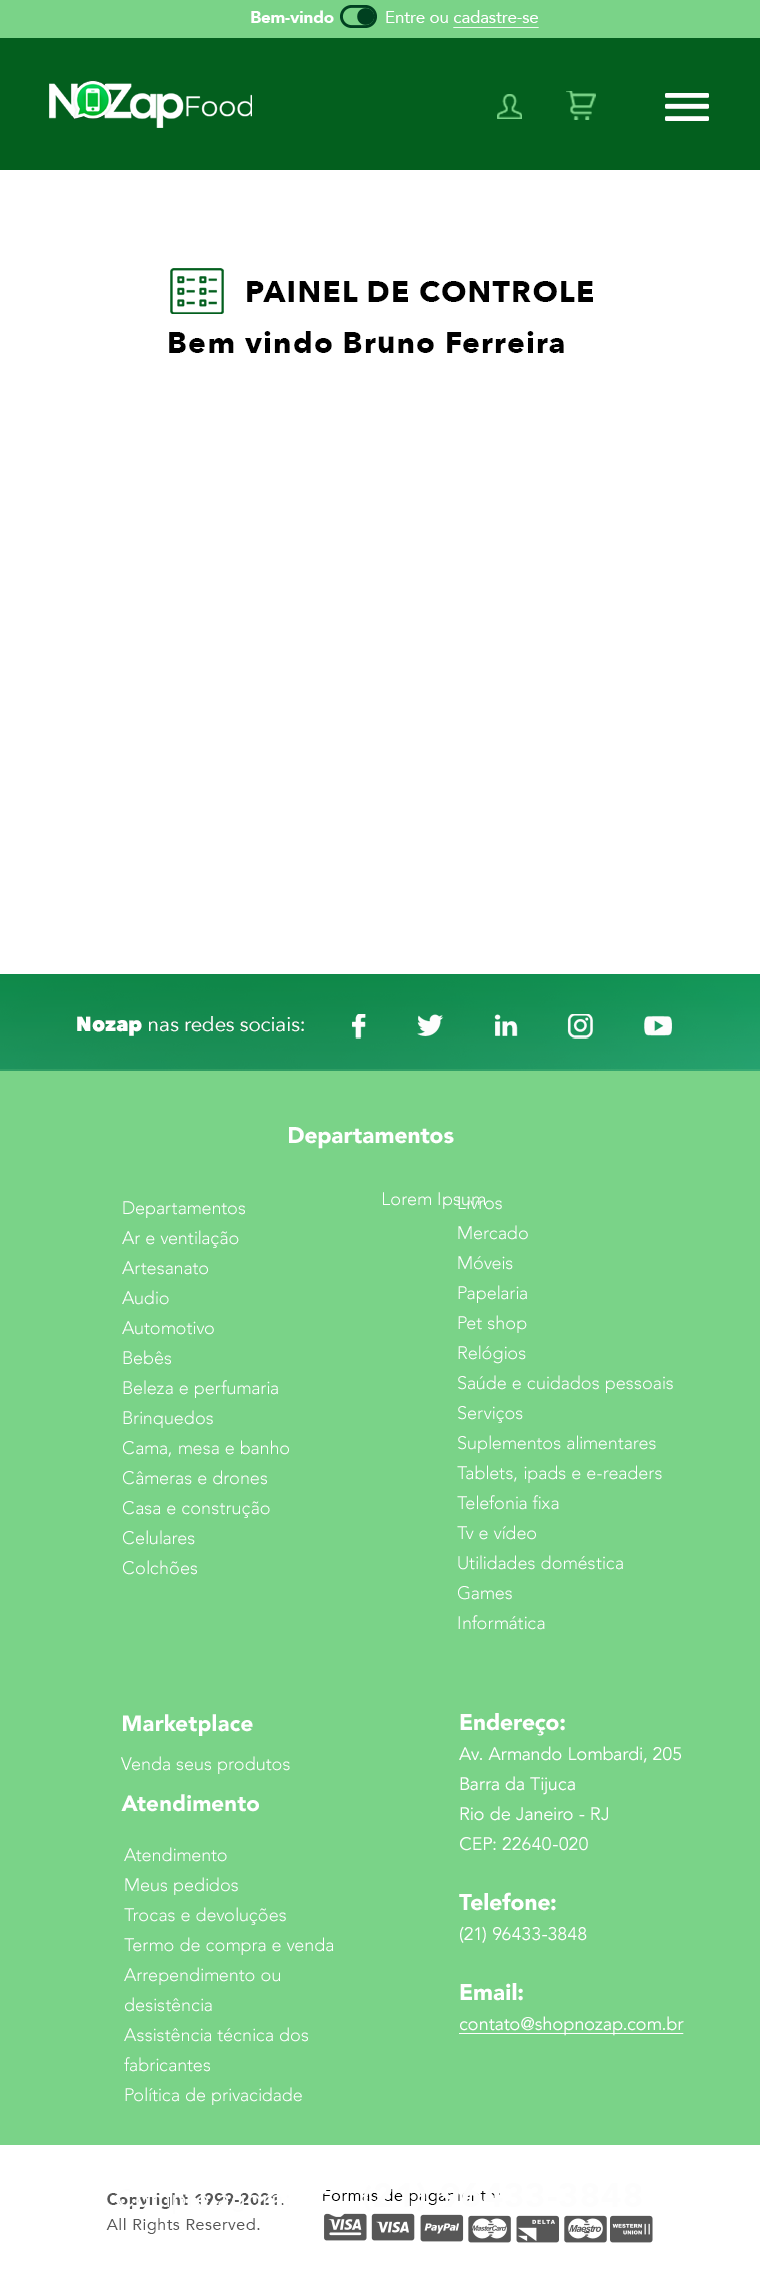 Bem-vindo Entre ou cadastre-se
NOZapFood
PAINEL DE CONTROLE
Bem vindo Bruno Ferreira
Nozap nas redes sociais:
Departamentos
Departamentos
Ar e ventilação
Artesanato
Audio
Automotivo
Bebês
Beleza e perfumaria
Brinquedos
Cama, mesa e banho
Câmeras e drones
Casa e construção
Celulares
Colchões
Lorem Ipsum
Livros
Mercado
Móveis
Papelaria
Pet shop
Relógios
Saúde e cuidados pessoais
Serviços
Suplementos alimentares
Tablets, ipads e e-readers
Telefonia fixa
Tv e vídeo
Utilidades doméstica
Games
Informática
Marketplace
Venda seus produtos
Atendimento
Atendimento
Meus pedidos
Trocas e devoluções
Termo de compra e venda
Arrependimento ou
desistência
Assistência técnica dos
fabricantes
Política de privacidade
Endereço:
Av. Armando Lombardi, 205
Barra da Tijuca
Rio de Janeiro - RJ
CEP: 22640-020
Telefone:
(21) 96433-3848
Email:
contato@shopnozap.com.br
Copyright
All Rights Reserved.
Formas de pagamento
VISA VISA PayPal MasterCard DELTA Maestro WESTERN UNION